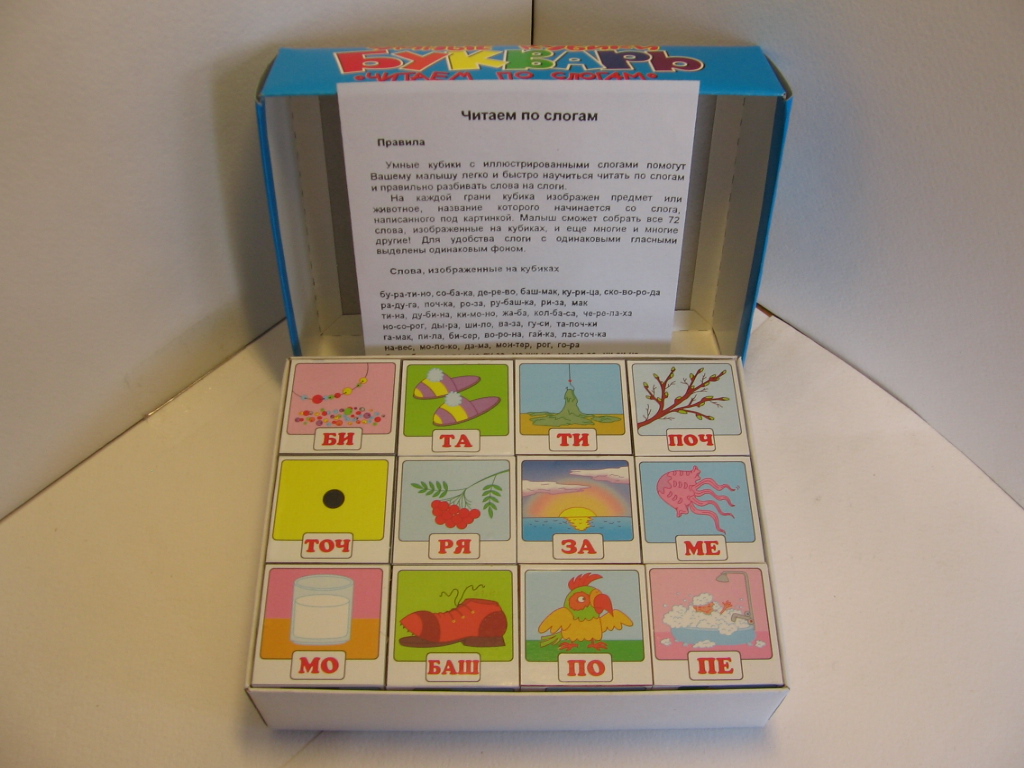 БУКВАРЬ
«ЧИТАЕМ ПО СЛОГАМ»
Читаем по слогам
Правила
Умные кубики с иллюстрированными слогами помогут
Вашему малышу легко и быстро научиться читать по слогам
и правильно разбивать слова на слоги.
На каждой грани кубика изображен предмет или
животное, название которого начинается со слога,
написанного под картинкой. Малыш сможет собрать все 72
слова, изображенные на кубиках, и еще многие и многие
другие! Для удобства слоги с одинаковыми гласными
выделены одинаковым фоном.
Слова, изображенные на кубиках
бу-ра-ти-но, со-ба-ка, де-ре-во, баш-мак, ку-ри-ца, ско-во-ро-да
ра-ду-га, поч-ка, ро-за, ру-баш-ка, ри-за, мак
ти-на, ду-би-на, ки-мо-но, жа-ба, кол-ба-са, че-ре-па-ха
но-со-рог, ды-ра, ши-ло, ва-за, гу-си, та-поч-ки
га-мак, пи-ла, би-сер, во-ро-на, гай-ка, лас-точ-ка
на-вес, мо-ло-ко, да-ма, мон-тер, рог, го-ра
БИ ТА ТИ ПОЧ
ТОЧ РЯ ЗА МЕ
МО БАШ ПО ПЕ